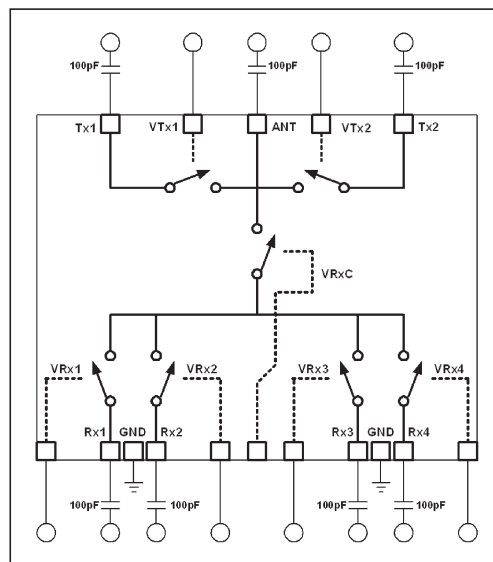 100pF 100pF 100pF
Tx1 VTx1 ANT VTx2 Tx2
VRxC
VRx1 VRx2 VRx3 VRx4
Rx1 GND Rx2 Rx3 GND Rx4
100pF 100pF 100pF 100pF